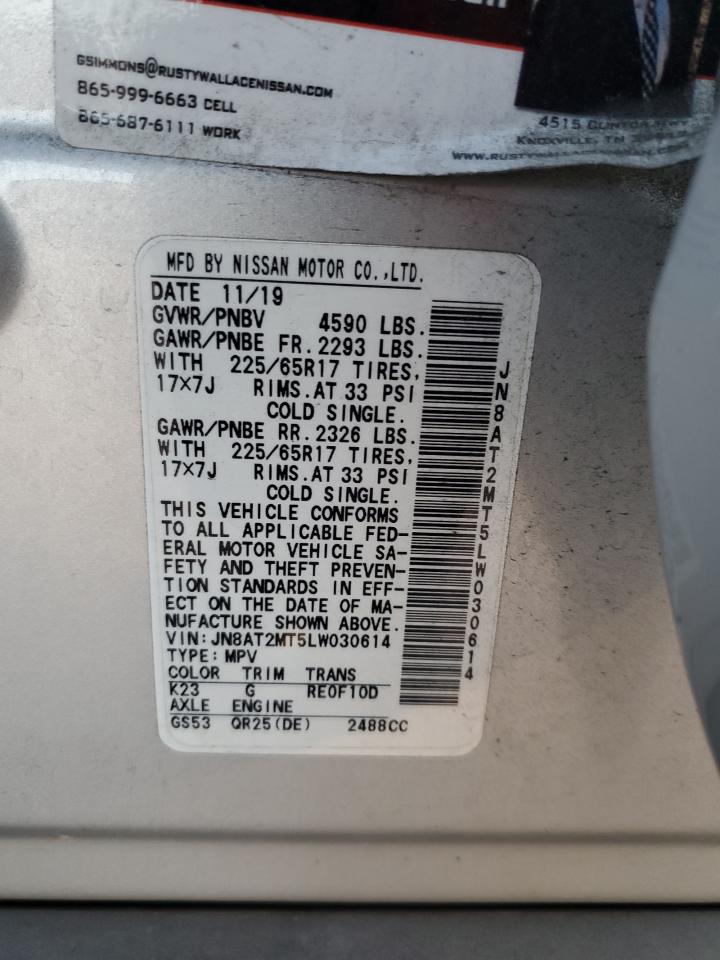 GSIMMONS@RUSTYWALLACENISSAN.COM
865-999-6663 CELL
865-687-6111 WORK
4515 CLINTON HWY
KNOXVILLE, TN
MFD BY NISSAN MOTOR CO.,LTD.
DATE 11/19
GVWR/PNBV 4590 LBS.
GAWR/PNBE FR. 2293 LBS.
WITH 225/65R17 TIRES,
17X7J RIMS.AT 33 PSI
COLD SINGLE.
GAWR/PNBE RR. 2326 LBS.
WITH 225/65R17 TIRES,
17X7J RIMS.AT 33 PSI
COLD SINGLE.
THIS VEHICLE CONFORMS
TO ALL APPLICABLE FED-
ERAL MOTOR VEHICLE SA-
FETY AND THEFT PREVEN-
TION STANDARDS IN EFF-
ECT ON THE DATE OF MA-
NUFACTURE SHOWN ABOVE.
VIN:JN8AT2MT5LW030614
TYPE:MPV
COLOR TRIM TRANS
K23 G RE0F10D
AXLE ENGINE
GS53 QR25(DE) 2488CC
JN8AT2MT5LW030614